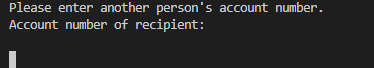 Please enter another person's account number.
Account number of recipient: